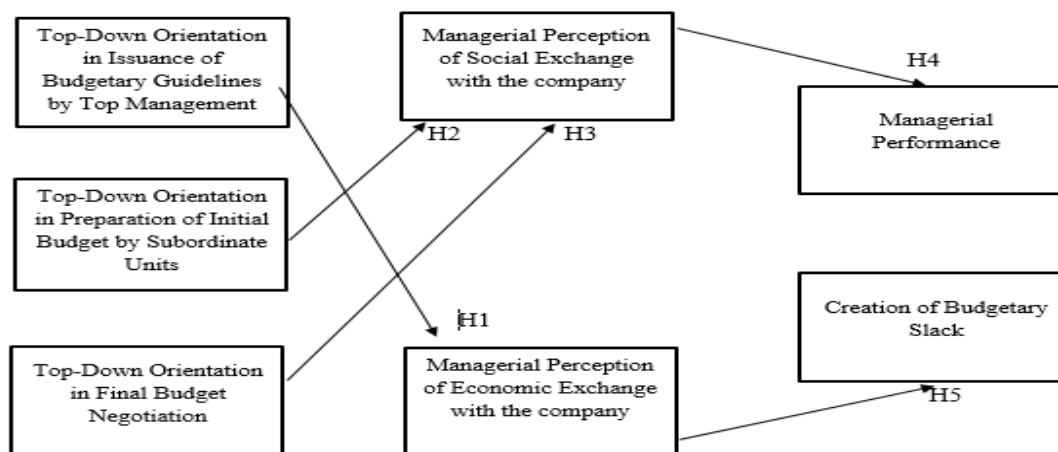 Top-Down Orientation
in Issuance of
Budgetary Guidelines
by Top Management
Managerial Perception
of Social Exchange
with the company
H4
Managerial
Performance
H2
H3
Top-Down Orientation
in Preparation of Initial
Budget by Subordinate
Units
Creation of Budgetary
Slack
H1
Top-Down Orientation
in Final Budget
Negotiation
Managerial Perception
of Economic Exchange
with the company
H5